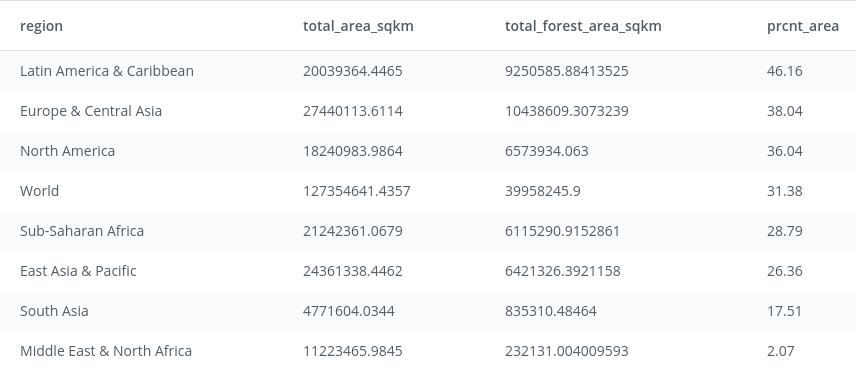 region total_area_sqkm total_forest_area_sqkm prcnt_area
Latin America & Caribbean 20039364.4465 9250585.88413525 46.16
Europe & Central Asia 27440113.6114 10438609.3073239 38.04
North America 18240983.9864 6573934.063 36.04
World 127354641.4357 39958245.9 31.38
Sub-Saharan Africa 21242361.0679 6115290.9152861 28.79
East Asia & Pacific 24361338.4462 6421326.3921158 26.36
South Asia 4771604.0344 835310.48464 17.51
Middle East & North Africa 11223465.9845 232131.004009593 2.07